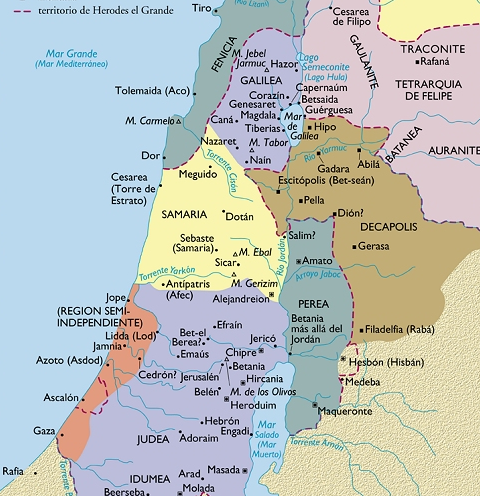 territorio de Herodes el Grande
Tiro
(Río Litani)
Cesarea
de Filipo
Mar Grande
(Mar Mediterráneo)
FENICIA
M. Jebel
Jarmuc
Hazor
Lago
Semeconite
(Lago Hula)
GAULANITE
TRACONITE
Rafaná
GALILEA
TETRARQUIA
DE FILIPE
Tolemaida (Aco)
Corazín
Capernaúm
Genesaret
Betsaida
Magdala
Guérguesa
M. Carmelo
Caná
Tiberias
Mar
de
Galilea
Hipo
BATANEA
AURANITE
Nazaret
M. Tabor
Río Yarmuc
Dor
Naín
Abilá
Gadara
Torrente Cisón
Meguido
Escitópolis (Bet-seán)
Cesarea
(Torre de
Estrato)
Pella
SAMARIA
Dotán
Dión?
DECAPOLIS
Salim?
Gerasa
Sebaste
(Samaria)
M. Ebal
Sicar
Río Jordán
Amato
Arroyo Jaboc
Torrente Yarkón
M. Gerizim
Antípatris
(Afec)
Alejandreion
Jope
(REGION SEMI-
INDEPENDIENTE)
PEREA
Betania
más allá del
Jordán
Efraín
Filadelfia (Rabá)
Lidda (Lod)
Bet-el
Berea?
Jericó
Jamnia
Emaús
Chipre
Azoto (Asdod)
Hesbón (Hisbán)
Cedrón?
Jerusalén
Betania
Medeba
Hircania
Belén
M. de los Olivos
Ascalón
Herodium
Maqueronte
Hebrón
Mar
Salado
(Mar
Muerto)
Gaza
JUDEA
Adoraim
Engadi
Torrente Arnón
Rafia
Torrente
IDUMEA
Arad
Masada
Beerseba
Molada